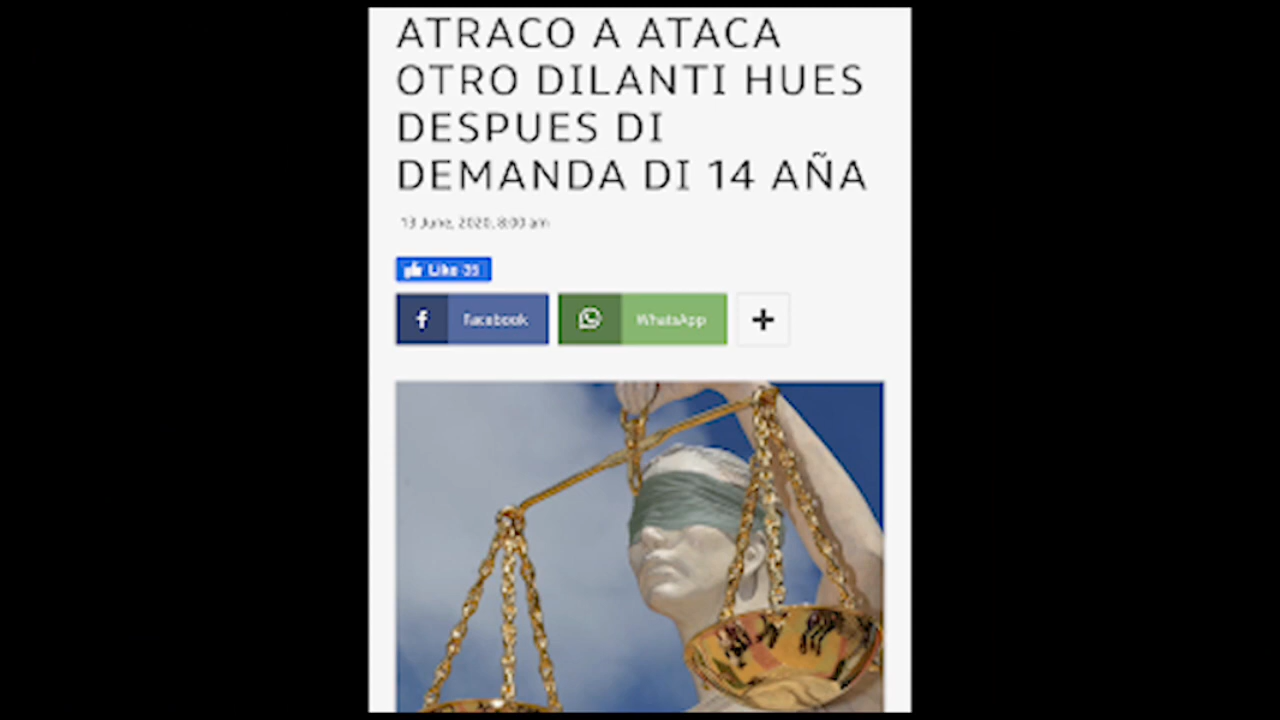 ATRACO A ATACA
OTRO DILANTI HUES
DESPUES DI
DEMANDA DI 14 AÑA
13 June, 2020, 8:00 am
Like 35
Facebook
WhatsApp